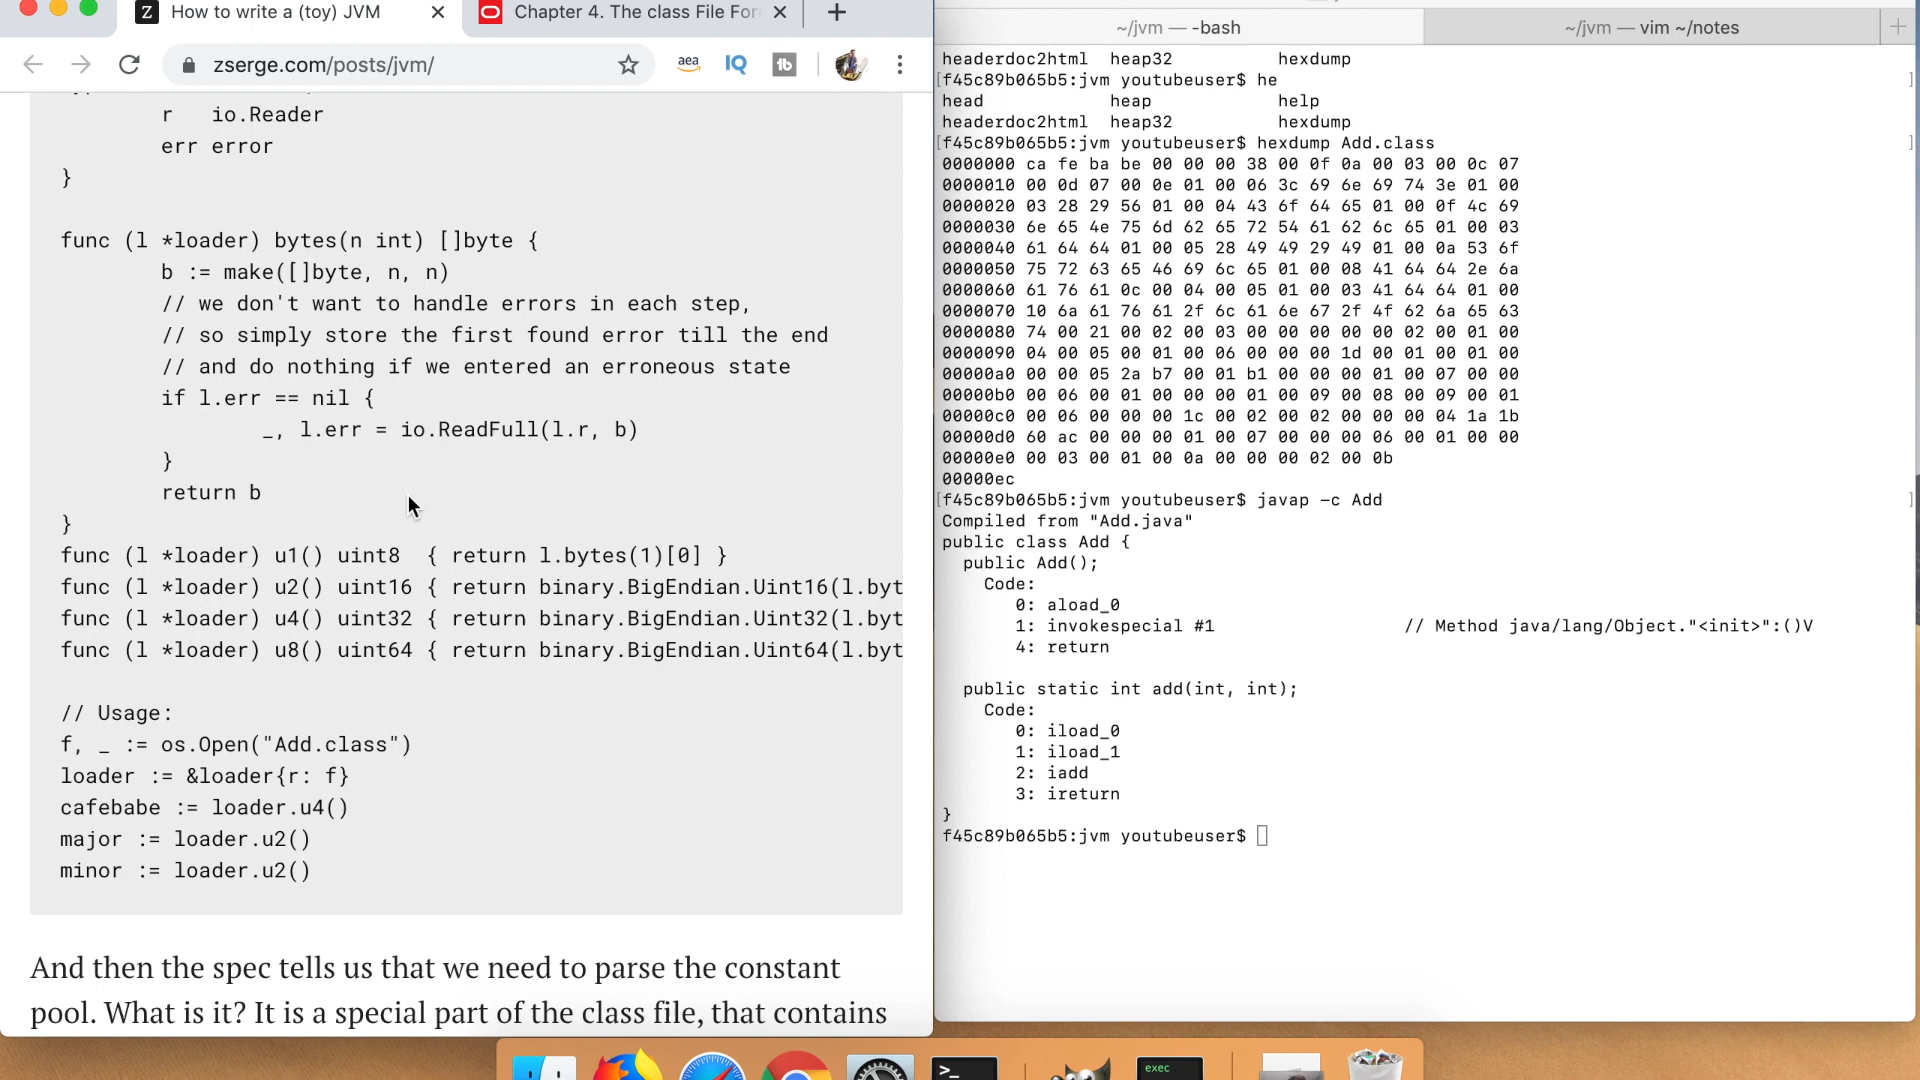 How to write a (toy) JVM
Chapter 4. The class File For
zserge.com/posts/jvm/
aea
IQ
r io.Reader
err error
}
func (l *loader) bytes(n int) []byte {
b := make([]byte, n, n)
// we don't want to handle errors in each step,
// so simply store the first found error till the end
// and do nothing if we entered an erroneous state
if l.err == nil {
_, l.err = io.ReadFull(l.r, b)
}
return b
}
func (l *loader) u1() uint8 { return l.bytes(1)[0] }
func (l *loader) u2() uint16 { return binary.BigEndian.Uint16(l.byt
func (l *loader) u4() uint32 { return binary.BigEndian.Uint32(l.byt
func (l *loader) u8() uint64 { return binary.BigEndian.Uint64(l.byt
// Usage:
f, _ := os.Open("Add.class")
loader := &loader{r: f}
cafebabe := loader.u4()
major := loader.u2()
minor := loader.u2()
And then the spec tells us that we need to parse the constant
pool. What is it? It is a special part of the class file, that contains
~/jvm — -bash
~/jvm — vim ~/notes
headerdoc2html heap32 hexdump
[f45c89b065b5:jvm youtubeuser$ he ]
head heap help
headerdoc2html heap32 hexdump
[f45c89b065b5:jvm youtubeuser$ hexdump Add.class ]
0000000 ca fe ba be 00 00 00 38 00 0f 0a 00 03 00 0c 07
0000010 00 0d 07 00 0e 01 00 06 3c 69 6e 69 74 3e 01 00
0000020 03 28 29 56 01 00 04 43 6f 64 65 01 00 0f 4c 69
0000030 6e 65 4e 75 6d 62 65 72 54 61 62 6c 65 01 00 03
0000040 61 64 64 01 00 05 28 49 49 29 49 01 00 0a 53 6f
0000050 75 72 63 65 46 69 6c 65 01 00 08 41 64 64 2e 6a
0000060 61 76 61 0c 00 04 00 05 01 00 03 41 64 64 01 00
0000070 10 6a 61 76 61 2f 6c 61 6e 67 2f 4f 62 6a 65 63
0000080 74 00 21 00 02 00 03 00 00 00 00 00 02 00 01 00
0000090 04 00 05 00 01 00 06 00 00 00 1d 00 01 00 01 00
00000a0 00 00 05 2a b7 00 01 b1 00 00 00 01 00 07 00 00
00000b0 00 06 00 01 00 00 00 01 00 09 00 08 00 09 00 01
00000c0 00 06 00 00 00 1c 00 02 00 02 00 00 00 04 1a 1b
00000d0 60 ac 00 00 00 01 00 07 00 00 00 06 00 01 00 00
00000e0 00 03 00 01 00 0a 00 00 00 02 00 0b
00000ec
[f45c89b065b5:jvm youtubeuser$ javap -c Add ]
Compiled from "Add.java"
public class Add {
public Add();
Code:
0: aload_0
1: invokespecial #1 // Method java/lang/Object."<init>":()V
4: return
public static int add(int, int);
Code:
0: iload_0
1: iload_1
2: iadd
3: ireturn
}
f45c89b065b5:jvm youtubeuser$
exec